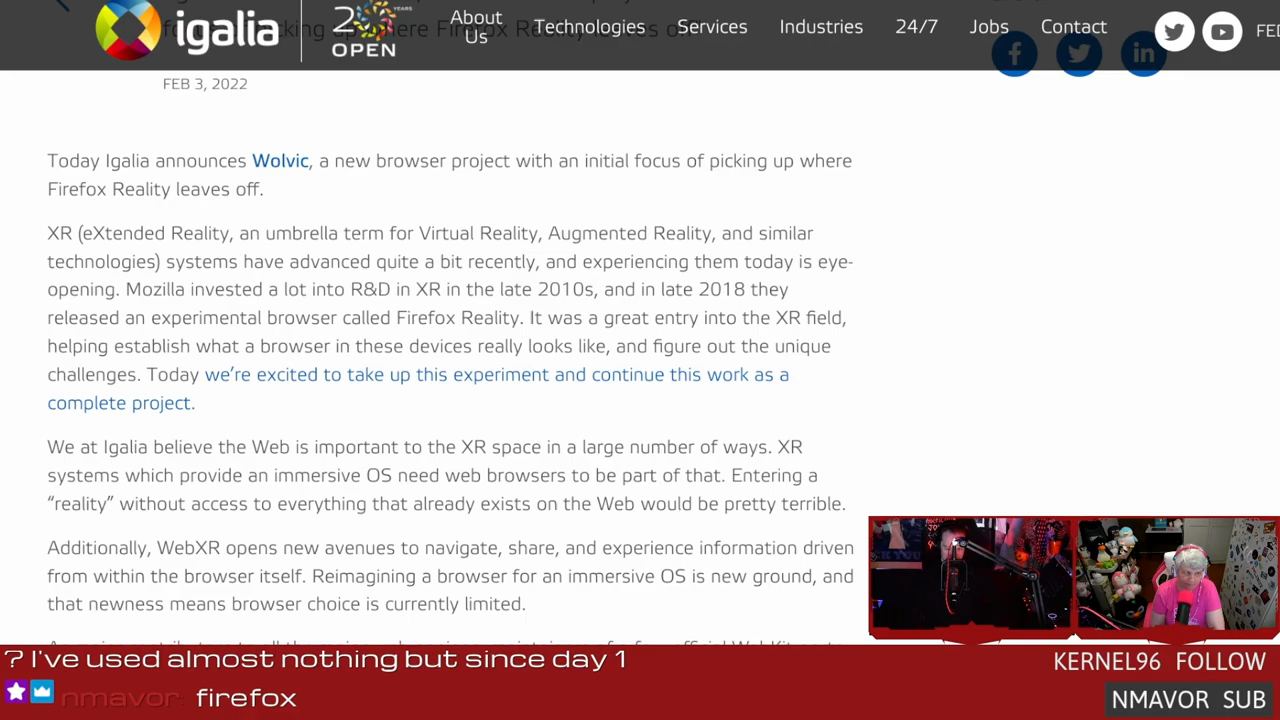 igalia
20 YEARS
OPEN
About Us
Technologies
Services
Industries
24/7
Jobs
Contact
FEB 3, 2022
Today Igalia announces Wolvic, a new browser project with an initial focus of picking up where
Firefox Reality leaves off.
XR (eXtended Reality, an umbrella term for Virtual Reality, Augmented Reality, and similar
technologies) systems have advanced quite a bit recently, and experiencing them today is eye-
opening. Mozilla invested a lot into R&D in XR in the late 2010s, and in late 2018 they
released an experimental browser called Firefox Reality. It was a great entry into the XR field,
helping establish what a browser in these devices really looks like, and figure out the unique
challenges. Today we're excited to take up this experiment and continue this work as a
complete project.
We at Igalia believe the Web is important to the XR space in a large number of ways. XR
systems which provide an immersive OS need web browsers to be part of that. Entering a
“reality” without access to everything that already exists on the Web would be pretty terrible.
Additionally, WebXR opens new avenues to navigate, share, and experience information driven
from within the browser itself. Reimagining a browser for an immersive OS is new ground, and
that newness means browser choice is currently limited.
? I've used almost nothing but since day 1
nmavor: firefox
KERNEL96 FOLLOW
NMAVOR SUB